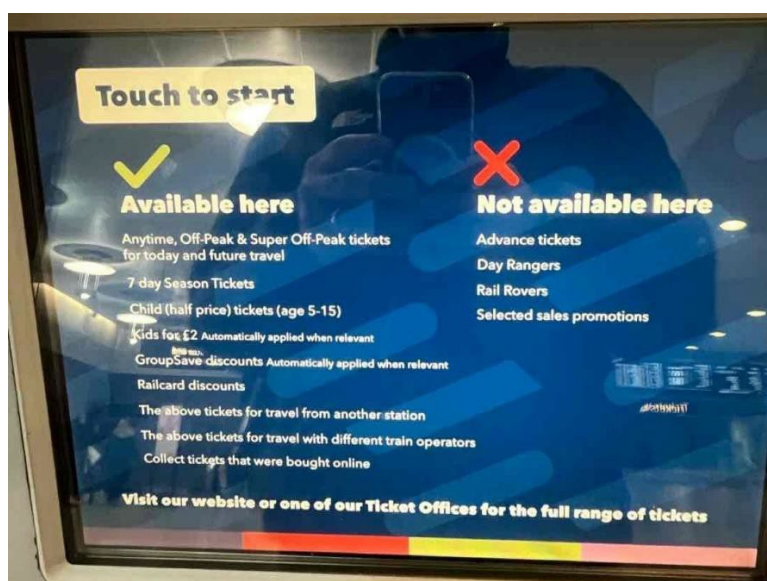 Touch to start
Available here
Anytime, Off-Peak & Super Off-Peak tickets
for today and future travel
7 day Season Tickets
Child (half price) tickets (age 5-15)
Kids for £2 Automatically applied when relevant
GroupSave discounts Automatically applied when relevant
Railcard discounts
The above tickets for travel from another station
The above tickets for travel with different train operators
Collect tickets that were bought online
Not available here
Advance tickets
Day Rangers
Rail Rovers
Selected sales promotions
Visit our website or one of our Ticket Offices for the full range of tickets